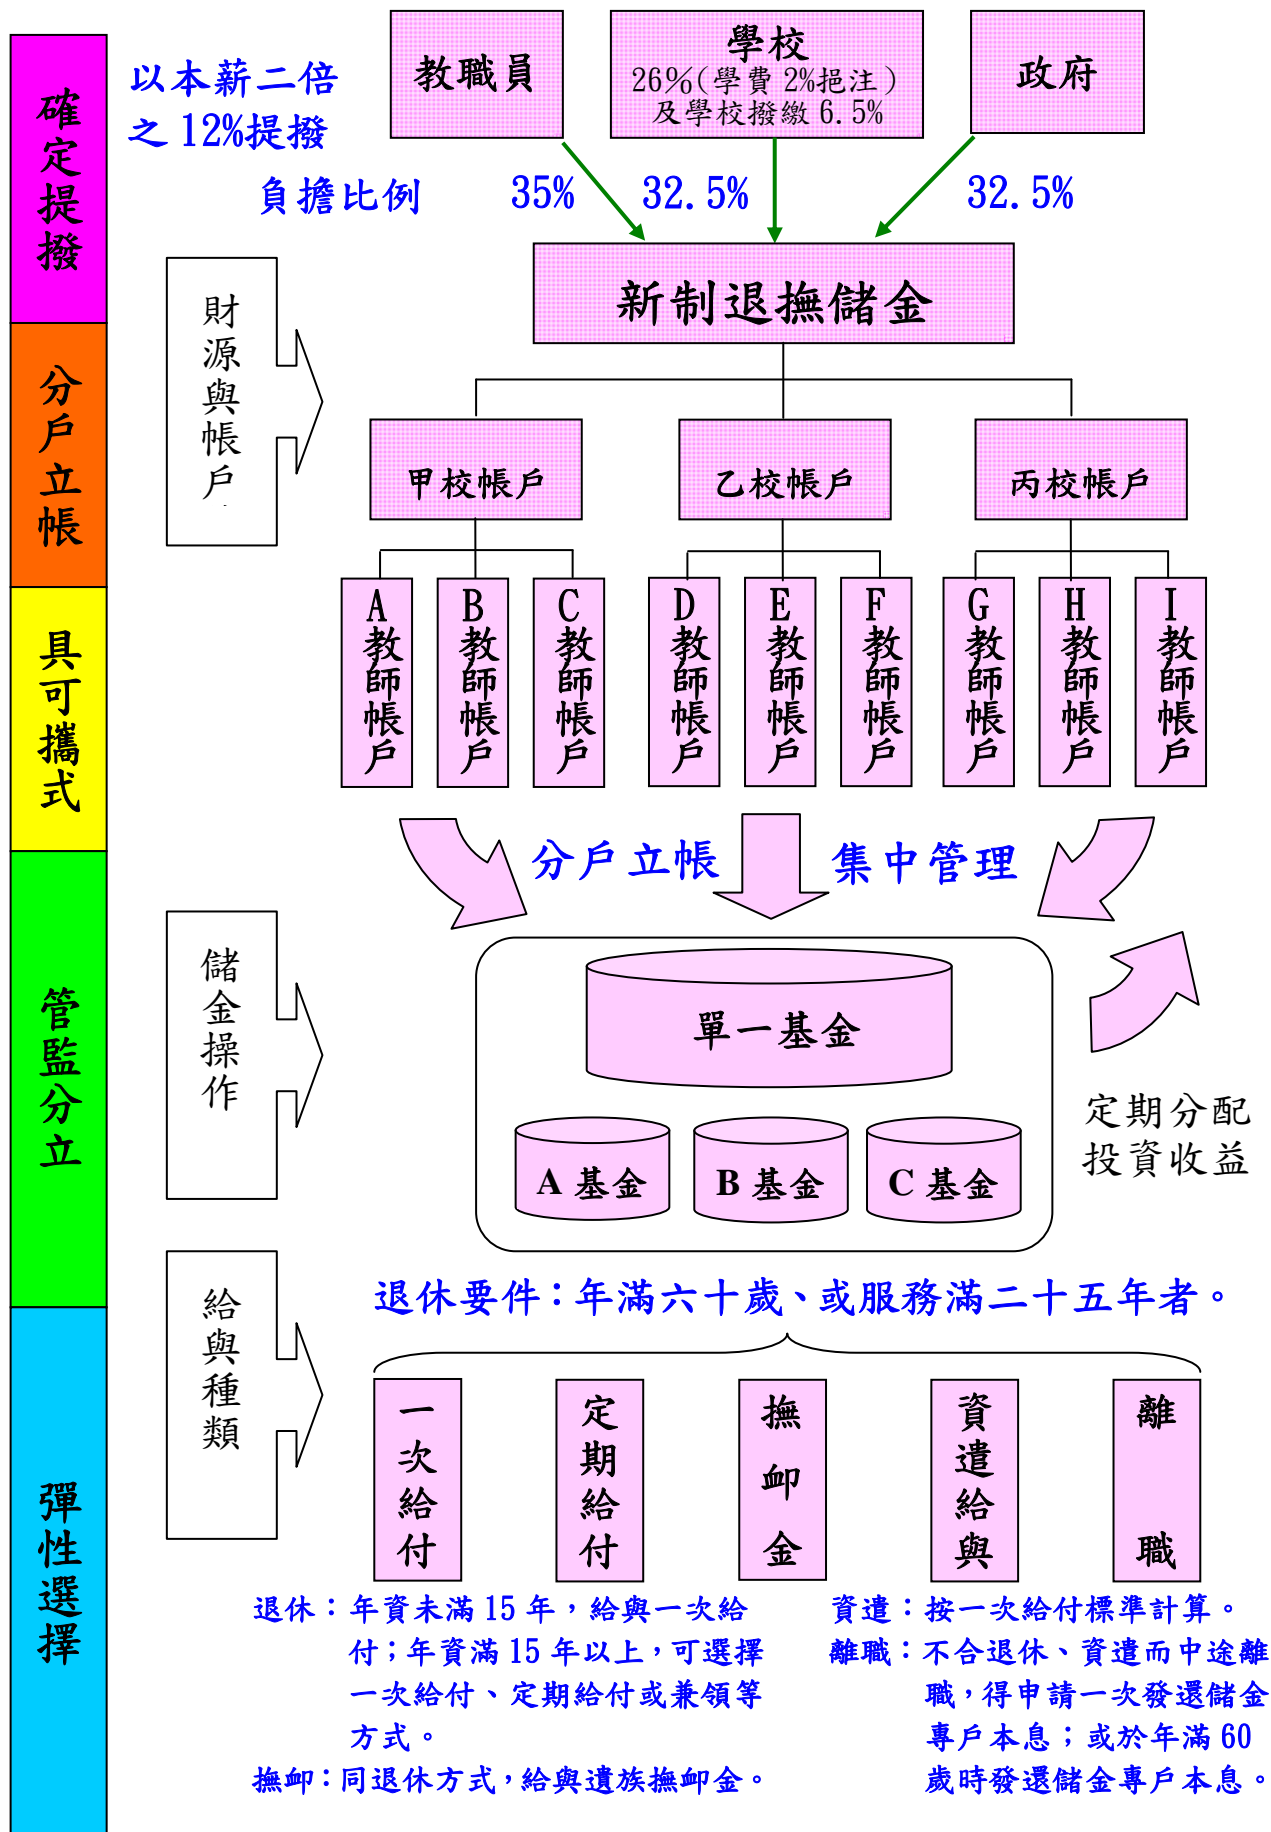 確定提撥
分戶立帳
具可攜式
管監分立
彈性選擇
以本薪二倍
之 12%提撥
教職員
學校
26%(學費 2%挹注)
及學校撥繳 6.5%
政府
負擔比例
35%
32.5%
32.5%
財源與帳戶
新制退撫儲金
甲校帳戶
乙校帳戶
丙校帳戶
A教師帳戶
B教師帳戶
C教師帳戶
D教師帳戶
E教師帳戶
F教師帳戶
G教師帳戶
H教師帳戶
I教師帳戶
分戶立帳
集中管理
儲金操作
單一基金
A 基金
B 基金
C 基金
定期分配
投資收益
給與種類
退休要件：年滿六十歲、或服務滿二十五年者。
一次給付
定期給付
撫卹金
資遣給與
離職
退休：年資未滿 15 年，給與一次給
付；年資滿 15 年以上，可選擇
一次給付、定期給付或兼領等
方式。
撫卹：同退休方式，給與遺族撫卹金。
資遣：按一次給付標準計算。
離職：不合退休、資遣而中途離
職，得申請一次發還儲金
專戶本息；或於年滿 60
歲時發還儲金專戶本息。